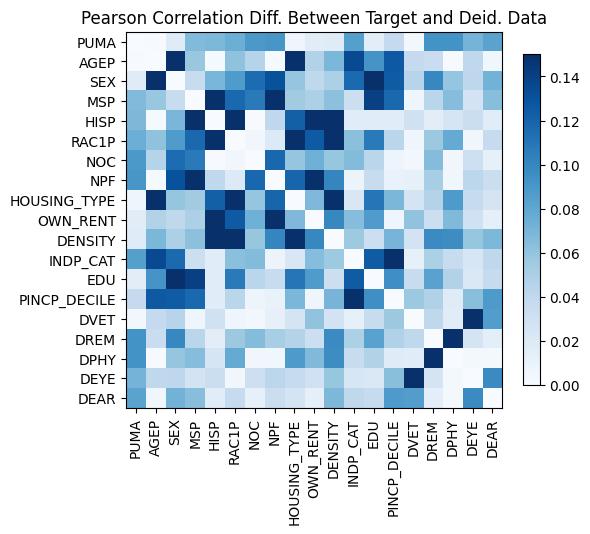 Pearson Correlation Diff. Between Target and Deid. Data
PUMA
AGEP
SEX
MSP
HISP
RAC1P
NOC
NPF
HOUSING_TYPE
OWN_RENT
DENSITY
INDP_CAT
EDU
PINCP_DECILE
DVET
DREM
DPHY
DEYE
DEAR
PUMA
AGEP
SEX
MSP
HISP
RAC1P
NOC
NPF
HOUSING_TYPE
OWN_RENT
DENSITY
INDP_CAT
EDU
PINCP_DECILE
DVET
DREM
DPHY
DEYE
DEAR
0.14
0.12
0.10
0.08
0.06
0.04
0.02
0.00